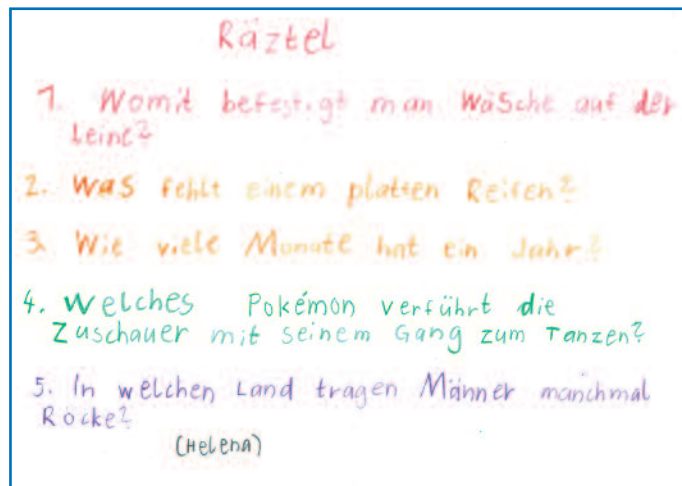 Räztel
1. Womit befestigt man Wäsche auf der
Leine?
2. Was fehlt einem platten Reifen?
3. Wie viele Monate hat ein Jahr?
4. Welches Pokémon verführt die
Zuschauer mit seinem Gang zum Tanzen?
5. In welchen Land tragen Männer manchmal
Röcke?
(Helena)